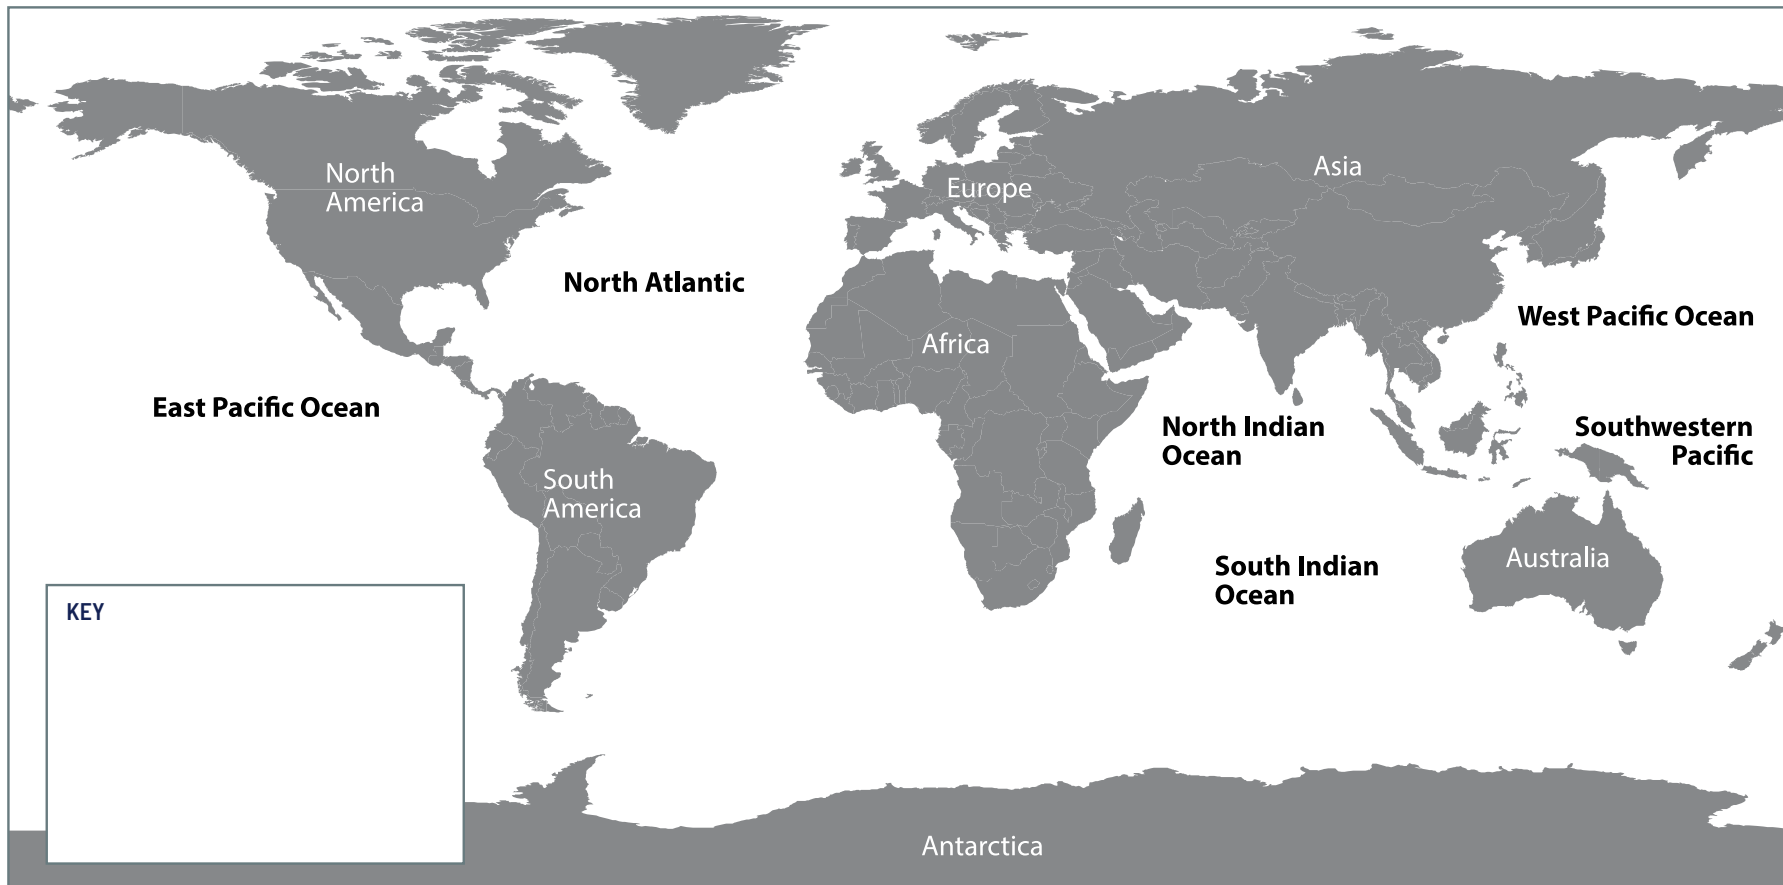 North
America
Europe
Asia
North Atlantic
West Pacific Ocean
Africa
East Pacific Ocean
North Indian
Ocean
Southwestern
Pacific
South
America
South Indian
Ocean
Australia
KEY
Antarctica